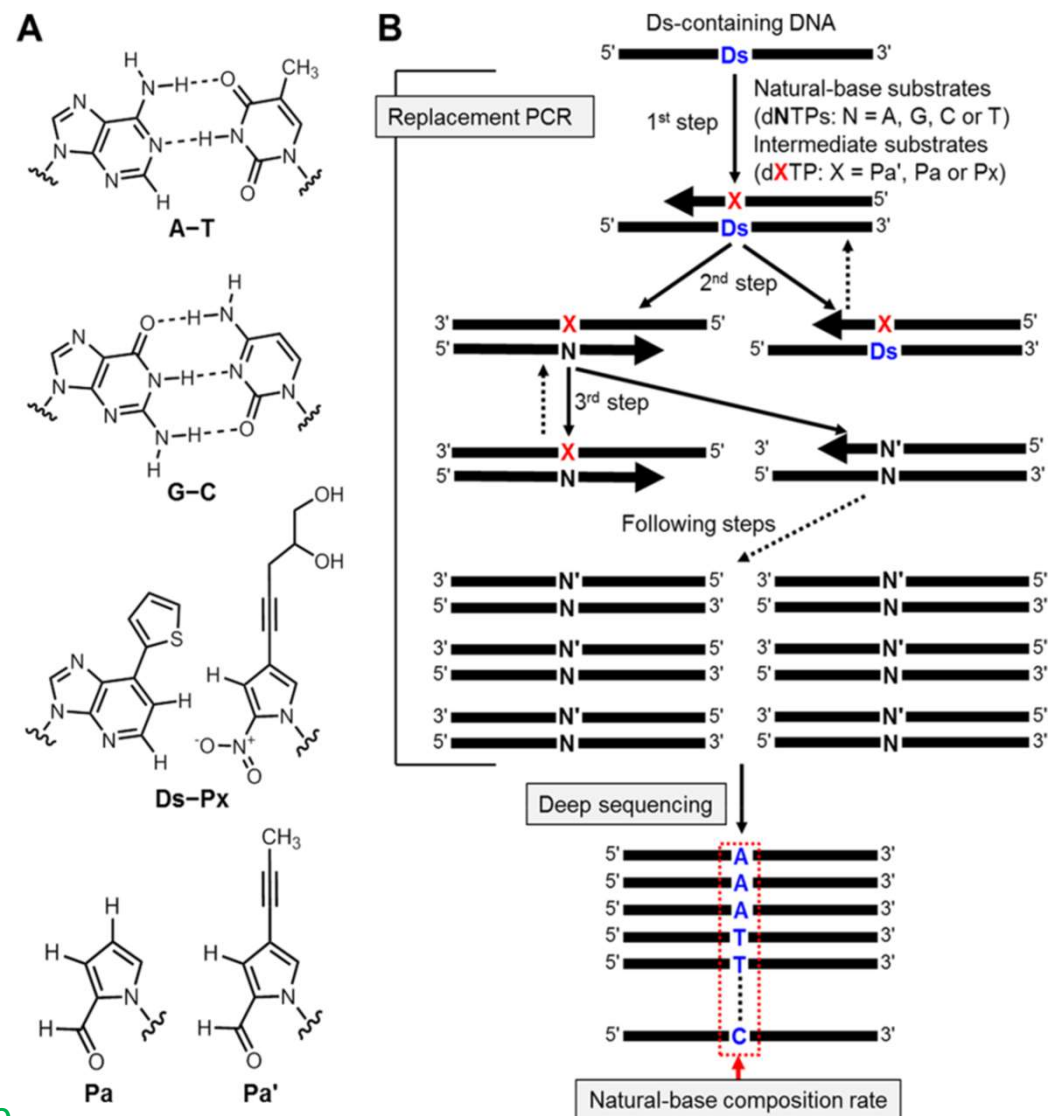 A
H
N
H
O
CH₃
N
N
H
N
N
N
O
N
H
A–T
H
O
H
N
N
N
H
N
N
N
N
O
N
H
H
G–C
OH
OH
S
H
N
N
H
N
N
H
⁻O
N⁺
O
Ds–Px
CH₃
H
H
H
N
N
H
O
H
O
Pa
Pa'
B
Ds-containing DNA
5' Ds 3'
Replacement PCR
1st step
Natural-base substrates
(dNTPs: N = A, G, C or T)
Intermediate substrates
(dXTP: X = Pa', Pa or Px)
X 5'
5' Ds 3'
2nd step
3' X 5' X 5'
5' N 5' Ds 3'
3rd step
3' X 5' 3' N' 5'
5' N 5' N 3'
Following steps
3' N' 5' 3' N' 5'
5' N 3' 5' N 3'
3' N' 5' 3' N' 5'
5' N 3' 5' N 3'
3' N' 5' 3' N' 5'
5' N 3' 5' N 3'
Deep sequencing
5' A 3'
5' A 3'
5' A 3'
5' T 3'
5' T 3'
5' C 3'
Natural-base composition rate